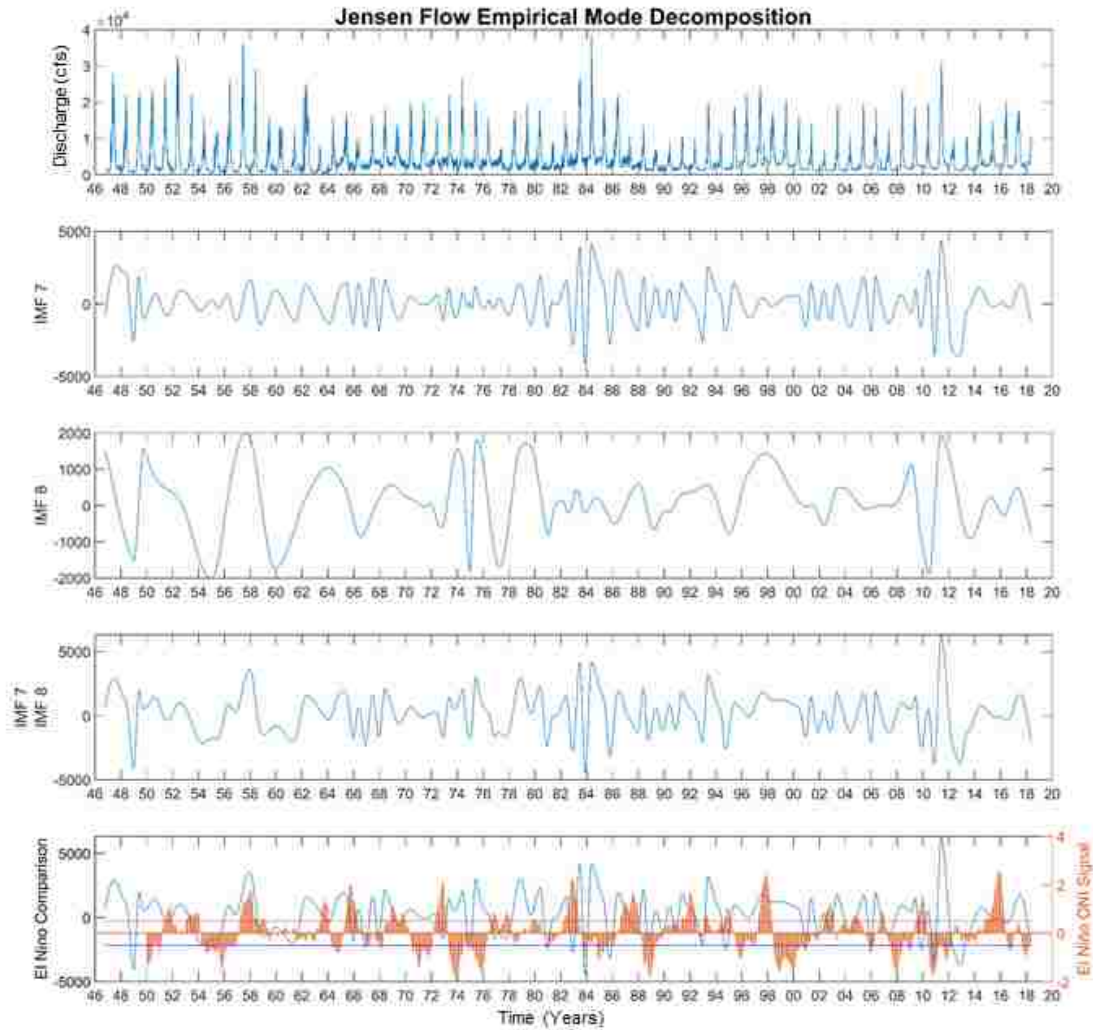 Jensen Flow Empirical Mode Decomposition
4
3
2
1
0
Discharge (cfs)
46 48 50 52 54 56 58 60 62 64 66 68 70 72 74 76 78 80 82 84 86 88 90 92 94 96 98 00 02 04 06 08 10 12 14 16 18 20
5000
0
-5000
IMF 7
46 48 50 52 54 56 58 60 62 64 66 68 70 72 74 76 78 80 82 84 86 88 90 92 94 96 98 00 02 04 06 08 10 12 14 16 18 20
2000
1000
0
-1000
-2000
IMF 8
46 48 50 52 54 56 58 60 62 64 66 68 70 72 74 76 78 80 82 84 86 88 90 92 94 96 98 00 02 04 06 08 10 12 14 16 18 20
5000
0
-5000
IMF 7
IMF 8
46 48 50 52 54 56 58 60 62 64 66 68 70 72 74 76 78 80 82 84 86 88 90 92 94 96 98 00 02 04 06 08 10 12 14 16 18 20
5000
0
-5000
El Nino Comparison
4
2
0
-2
El Niño ONI Signal
46 48 50 52 54 56 58 60 62 64 66 68 70 72 74 76 78 80 82 84 86 88 90 92 94 96 98 00 02 04 06 08 10 12 14 16 18 20
Time (Years)